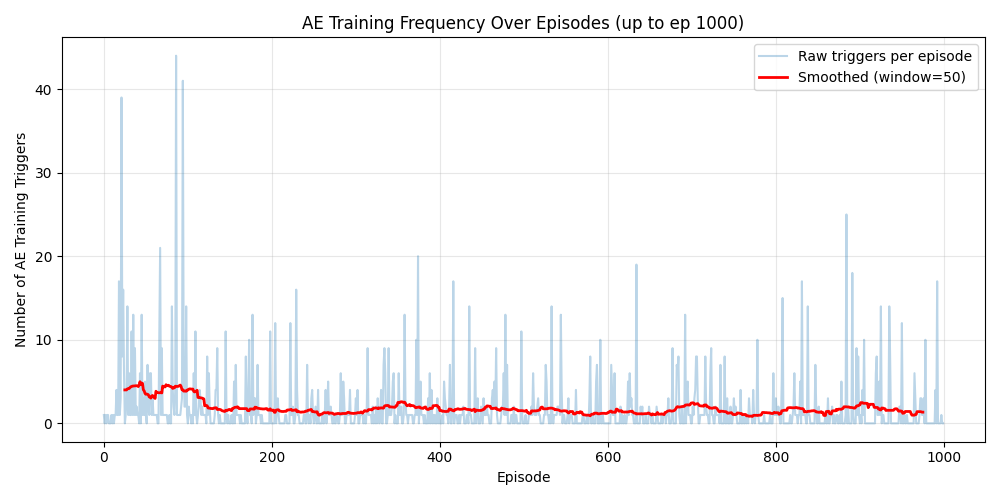 AE Training Frequency Over Episodes (up to ep 1000)
Raw triggers per episode
Smoothed (window=50)
Number of AE Training Triggers
40
30
20
10
0
0 200 400 600 800 1000
Episode